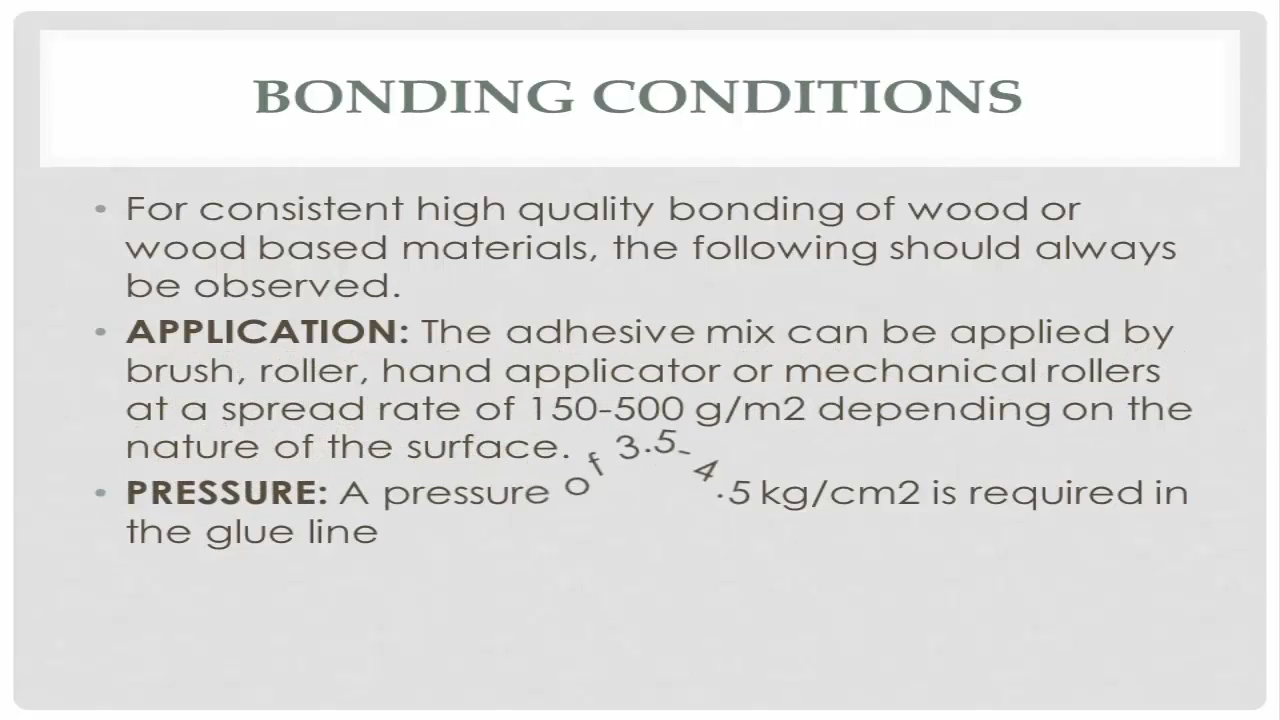 BONDING CONDITIONS
• For consistent high quality bonding of wood or
wood based materials, the following should always
be observed.
• APPLICATION: The adhesive mix can be applied by
brush, roller, hand applicator or mechanical rollers
at a spread rate of 150-500 g/m2 depending on the
nature of the surface.
• PRESSURE: A pressure of 3.5-4.5 kg/cm2 is required in
the glue line